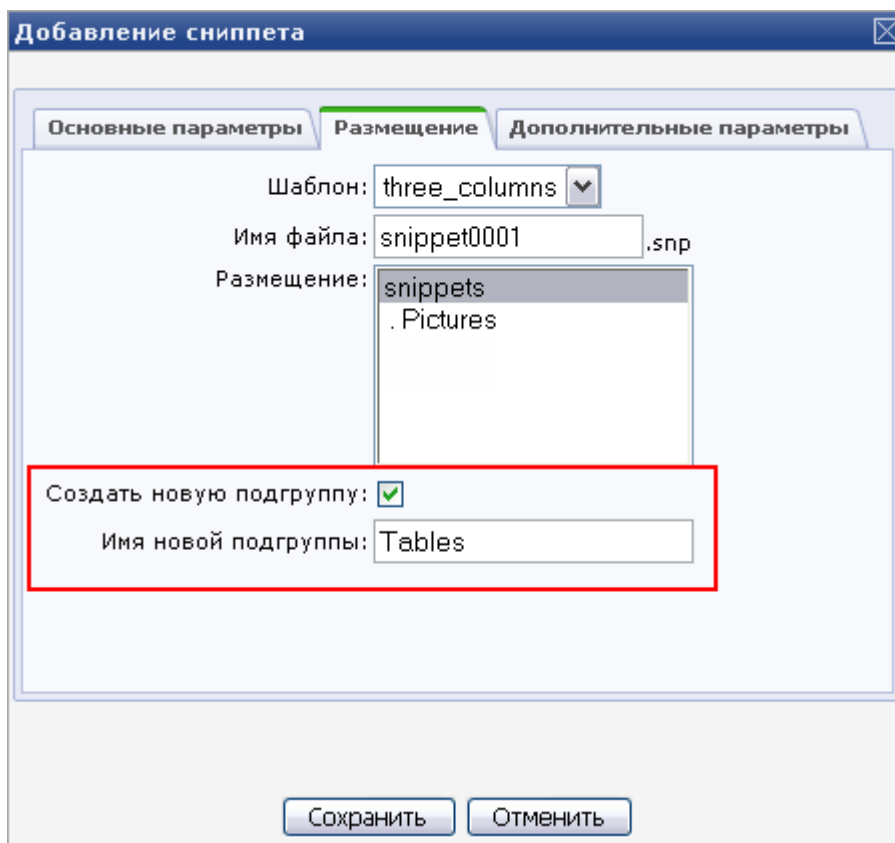 Добавление сниппета
Основные параметры Размещение Дополнительные параметры
Шаблон: three_columns
Имя файла: snippet0001 .snp
Размещение: snippets
. Pictures
Создать новую подгруппу:
Имя новой подгруппы: Tables
Сохранить Отменить